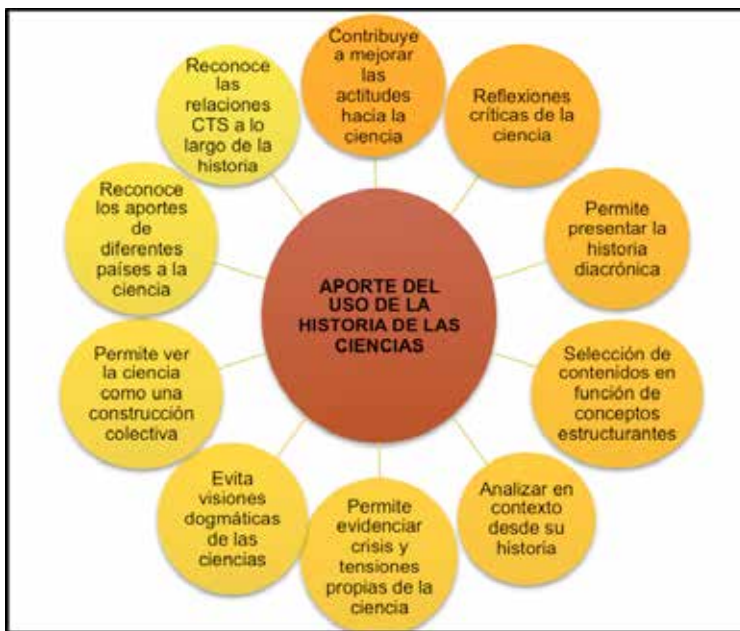 Contribuye
a mejorar
las
actitudes
hacia la
ciencia
Reflexiones
críticas de la
ciencia
Permite
presentar la
historia
diacrónica
Selección de
contenidos en
función de
conceptos
estructurantes
Analizar en
contexto
desde su
historia
Permite
evidenciar
crisis y
tensiones
propias de la
ciencia
Evita
visiones
dogmáticas
de las
ciencias
Permite ver
la ciencia
como una
construcción
colectiva
Reconoce
los aportes
de
diferentes
países a la
ciencia
Reconoce
las
relaciones
CTS a lo
largo de la
historia
APORTE DEL
USO DE LA
HISTORIA DE LAS
CIENCIAS